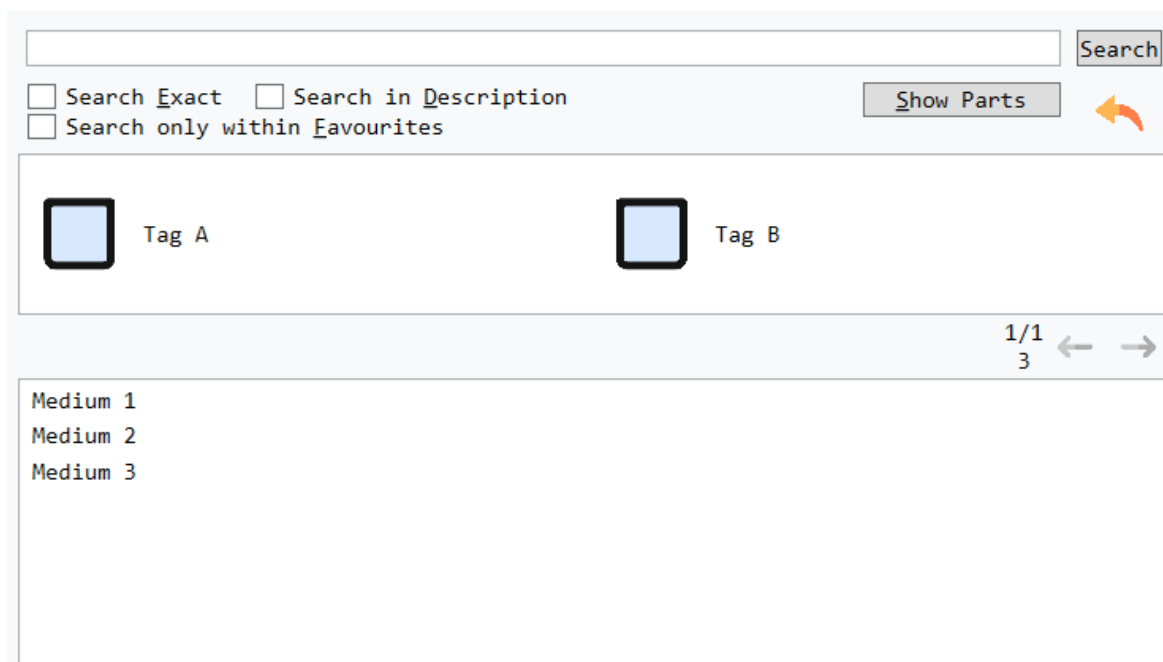 Search
Search Exact Search in Description Show Parts
Search only within Favourites
Tag A Tag B
1/1
3
Medium 1
Medium 2
Medium 3